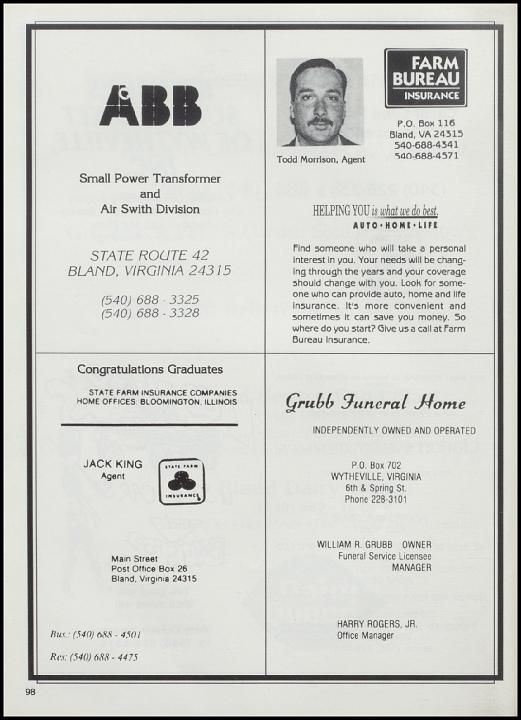 ABB
Small Power Transformer
and
Air Swith Division
STATE ROUTE 42
BLAND, VIRGINIA 24315
(540) 688 - 3325
(540) 688 - 3328
Todd Morrison, Agent
FARM
BUREAU
INSURANCE
P.O. Box 116
Bland, VA 24315
540-688-4341
540-688-4571
HELPING YOU is what we do best.
AUTO • HOME • LIFE
Find someone who will take a personal
interest in you. Your needs will be chang-
ing through the years and your coverage
should change with you. Look for some-
one who can provide auto, home and life
insurance. It's more convenient and
sometimes it can save you money. So
where do you start? Give us a call at Farm
Bureau Insurance.
Congratulations Graduates
STATE FARM INSURANCE COMPANIES
HOME OFFICES: BLOOMINGTON, ILLINOIS
JACK KING
Agent
STATE FARM
INSURANCE
Main Street
Post Office Box 26
Bland, Virginia 24315
Bus.: (540) 688 - 4501
Res: (540) 688 - 4475
Grubb Funeral Home
INDEPENDENTLY OWNED AND OPERATED
P.O. Box 702
WYTHEVILLE, VIRGINIA
6th & Spring St.
Phone 228-3101
WILLIAM R. GRUBB OWNER
Funeral Service Licensee
MANAGER
HARRY ROGERS, JR.
Office Manager
98